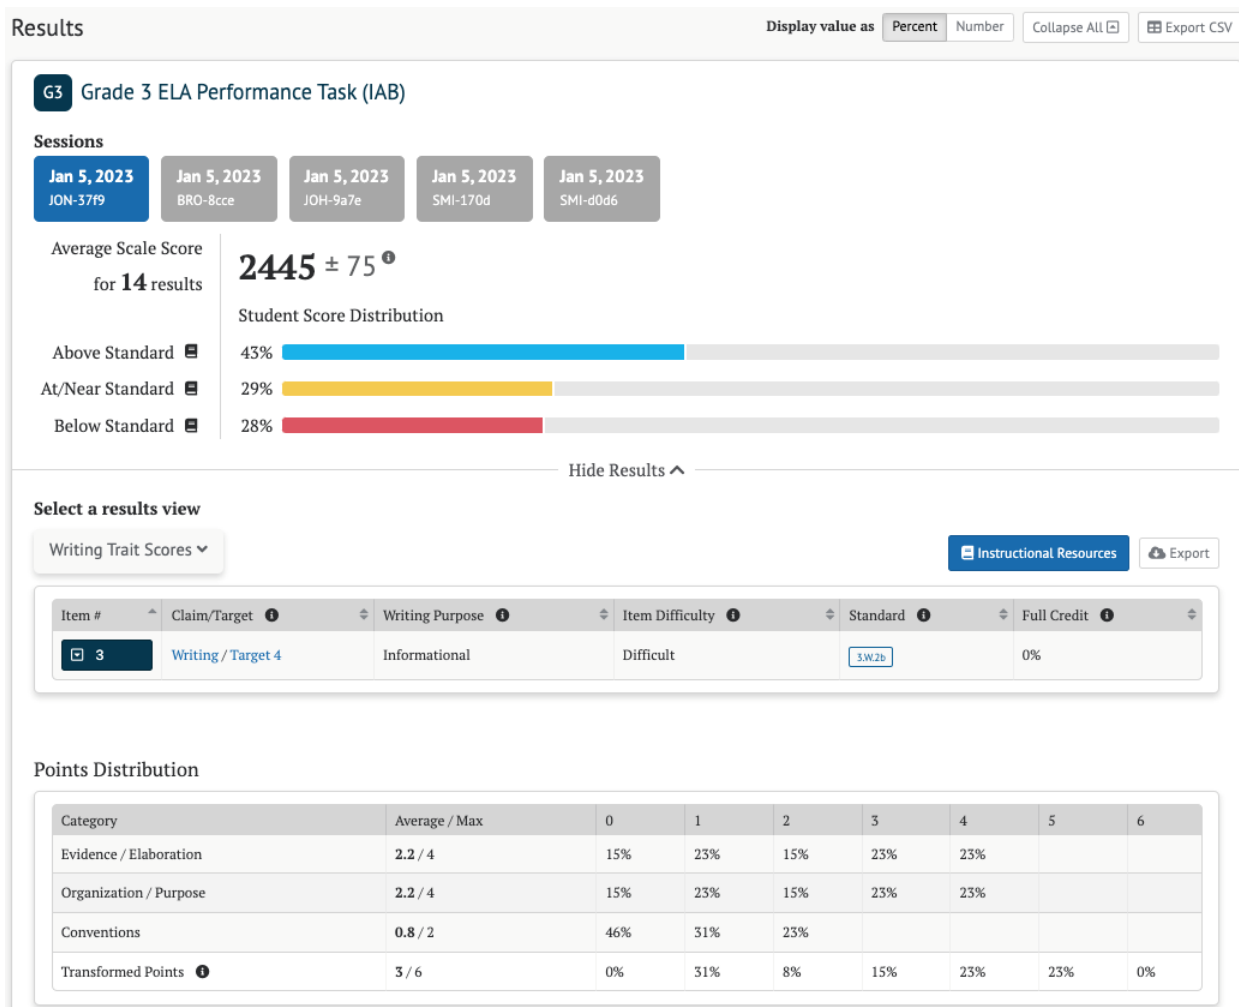 Results
Display value as Percent Number Collapse All Export CSV
G3 Grade 3 ELA Performance Task (IAB)
Sessions
Jan 5, 2023 Jan 5, 2023 Jan 5, 2023 Jan 5, 2023 Jan 5, 2023
JON-37f9 BRO-8cce JOH-9a7e SMI-170d SMI-d0d6
Average Scale Score
for 14 results
2445 ± 75
Student Score Distribution
Above Standard 43%
At/Near Standard 29%
Below Standard 28%
Hide Results
Select a results view
Writing Trait Scores Instructional Resources Export
Item # Claim/Target Writing Purpose Item Difficulty Standard Full Credit
3 Writing / Target 4 Informational Difficult 3.W.2b 0%
Points Distribution
Category Average / Max 0 1 2 3 4 5 6
Evidence / Elaboration 2.2 / 4 15% 23% 15% 23% 23%
Organization / Purpose 2.2 / 4 15% 23% 15% 23% 23%
Conventions 0.8 / 2 46% 31% 23%
Transformed Points 3 / 6 0% 31% 8% 15% 23% 23% 0%